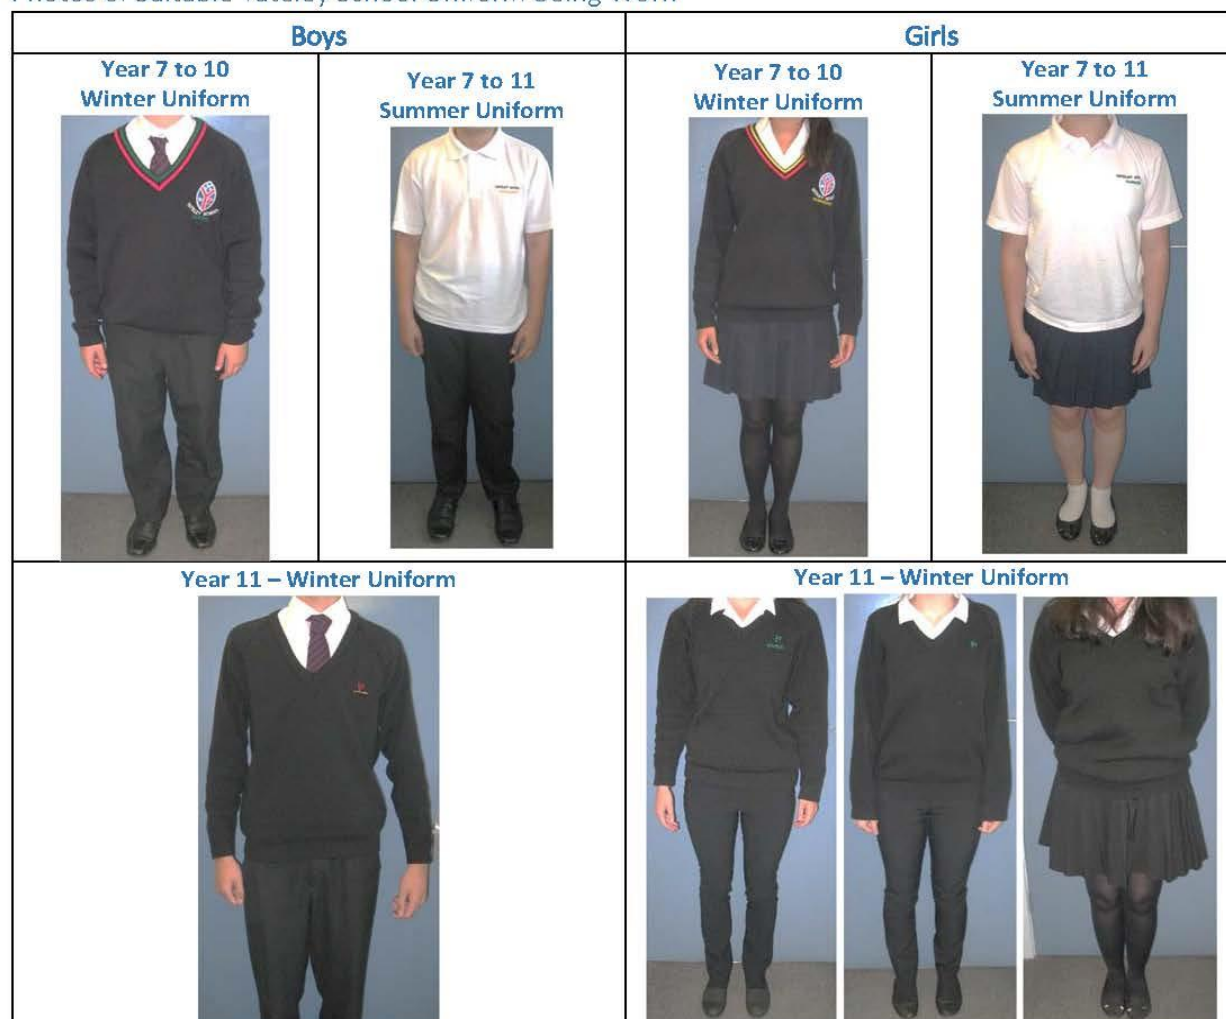 Boys
Girls
Year 7 to 10
Winter Uniform
Year 7 to 11
Summer Uniform
Year 7 to 10
Winter Uniform
Year 7 to 11
Summer Uniform
Year 11 – Winter Uniform
Year 11 – Winter Uniform